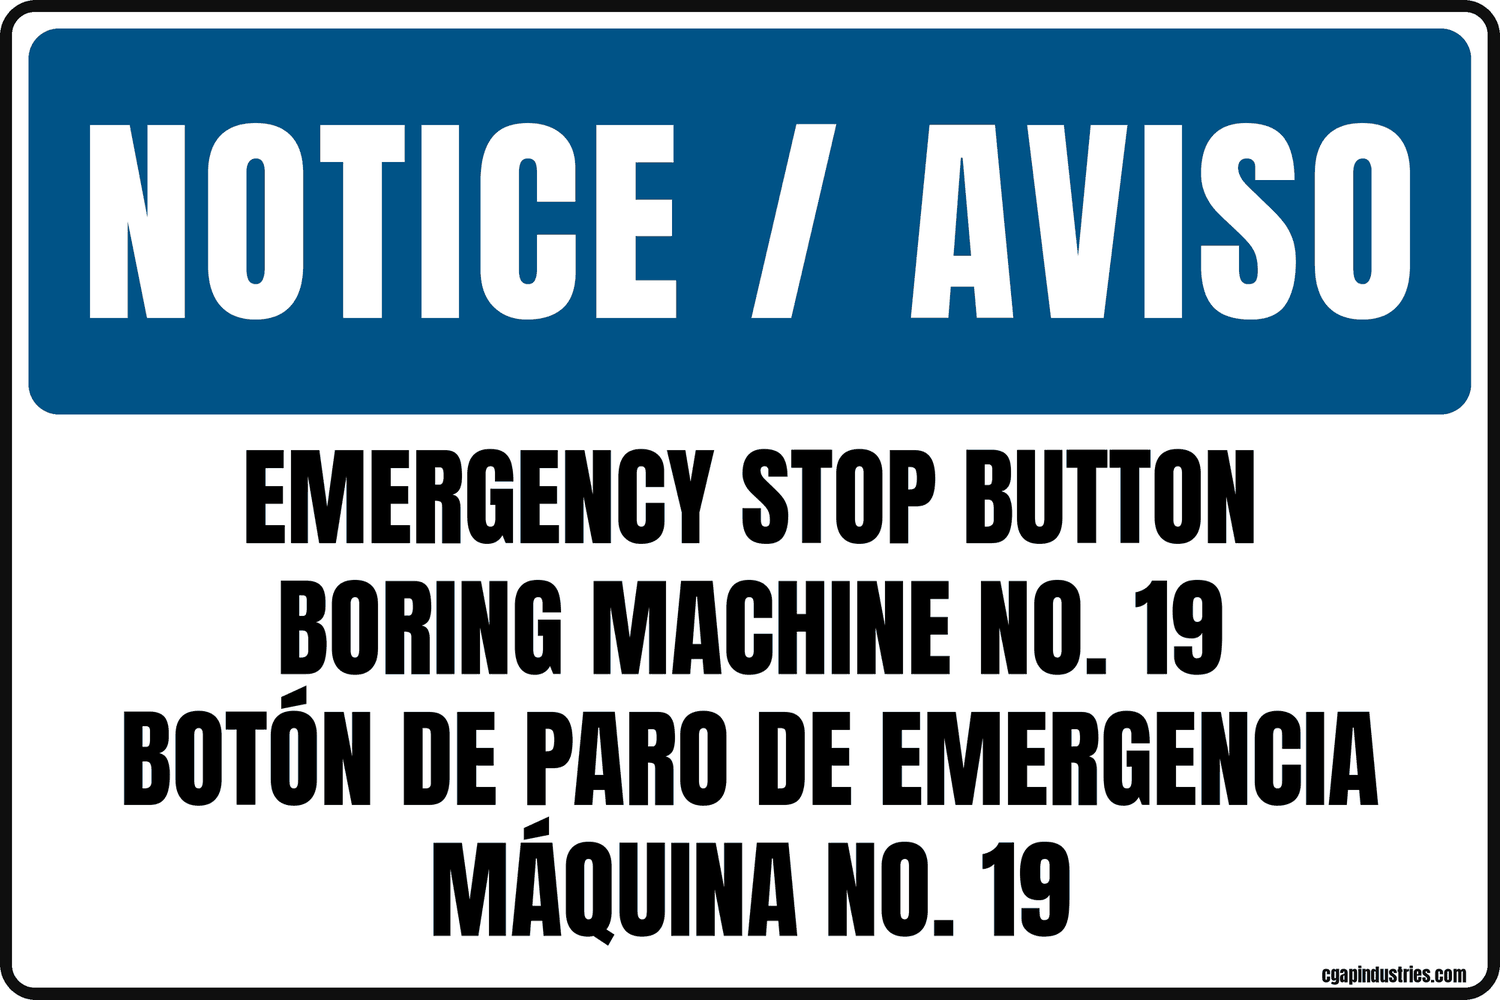 NOTICE / AVISO
EMERGENCY STOP BUTTON
BORING MACHINE NO. 19
BOTÓN DE PARO DE EMERGENCIA
MÁQUINA NO. 19
cgapindustries.com